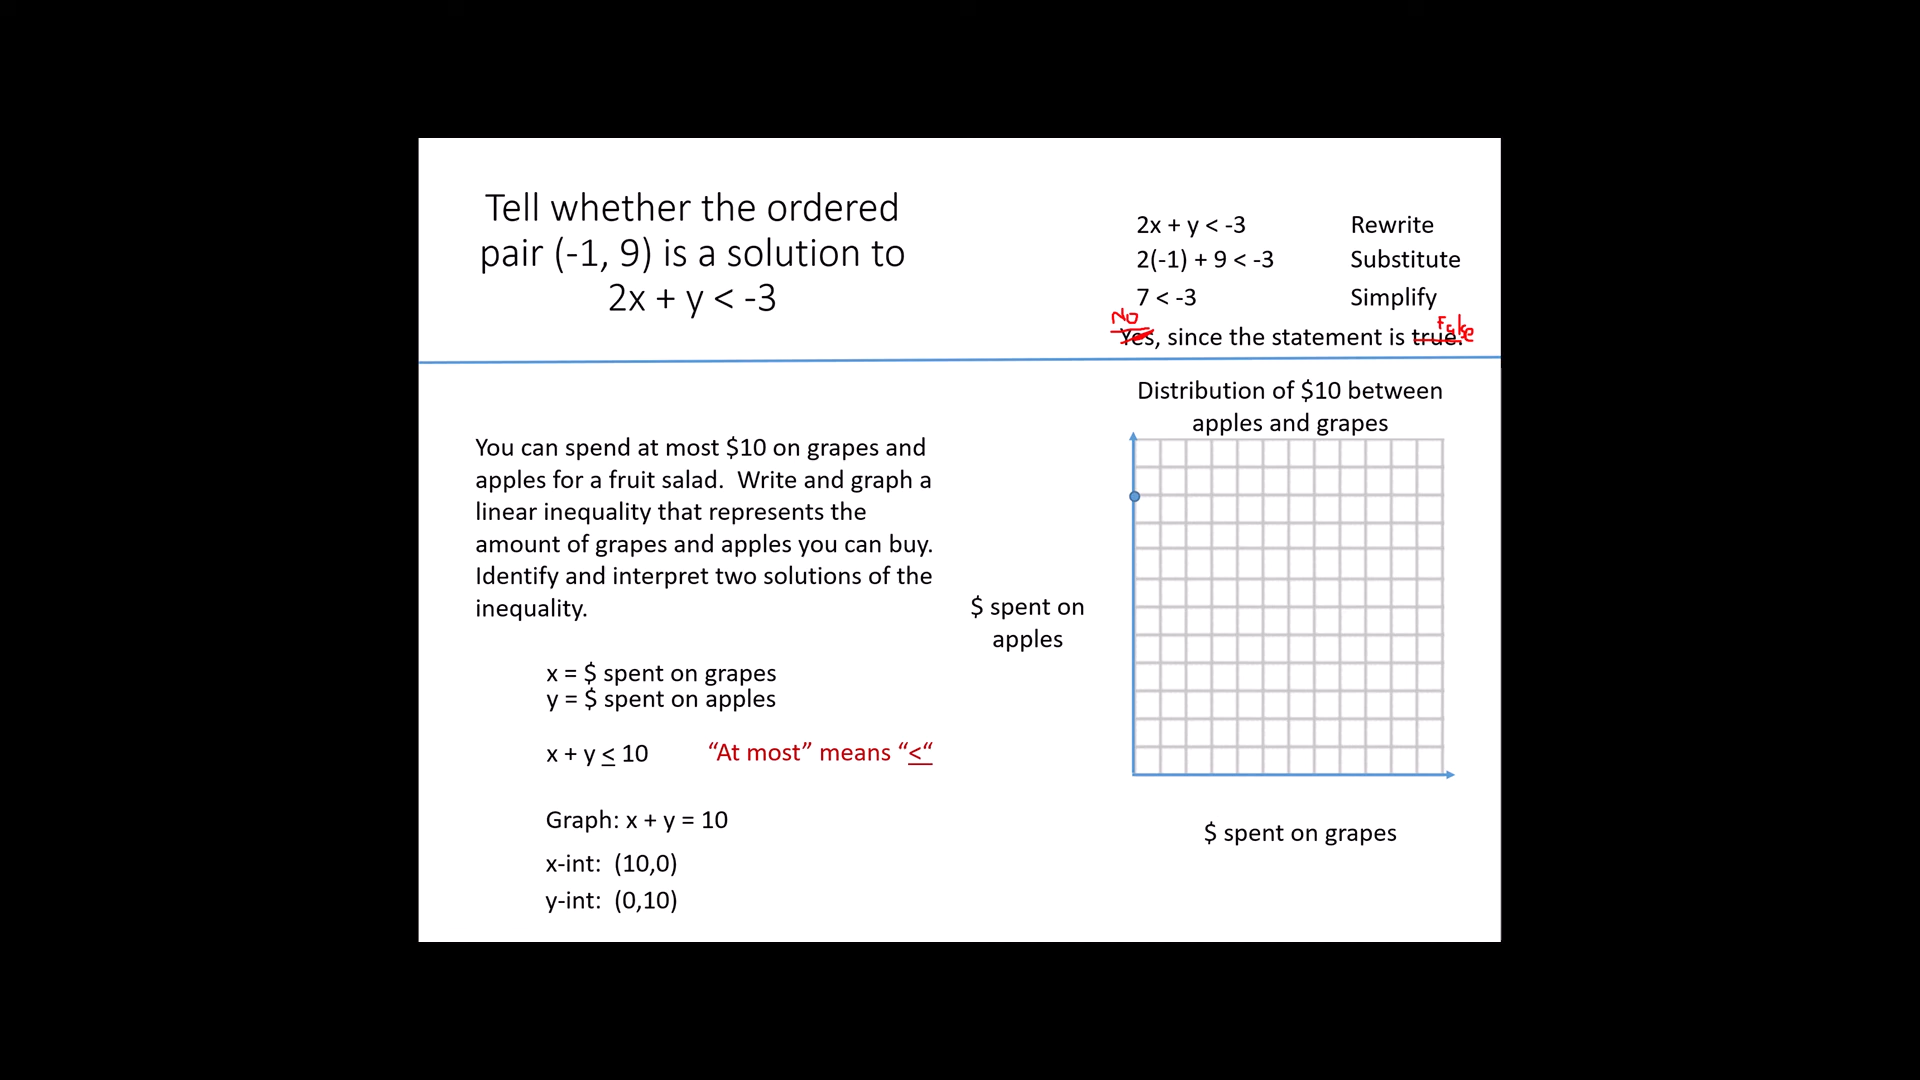 Tell whether the ordered
pair (-1, 9) is a solution to
2x + y < -3
2x + y < -3 Rewrite
2(-1) + 9 < -3 Substitute
7 < -3 Simplify
No False
Yes, since the statement is true.
Distribution of $10 between
apples and grapes
You can spend at most $10 on grapes and
apples for a fruit salad. Write and graph a
linear inequality that represents the
amount of grapes and apples you can buy.
Identify and interpret two solutions of the
inequality.
$ spent on
apples
x = $ spent on grapes
y = $ spent on apples
x + y ≤ 10 “At most” means “≤“
Graph: x + y = 10
x-int: (10,0)
y-int: (0,10)
$ spent on grapes